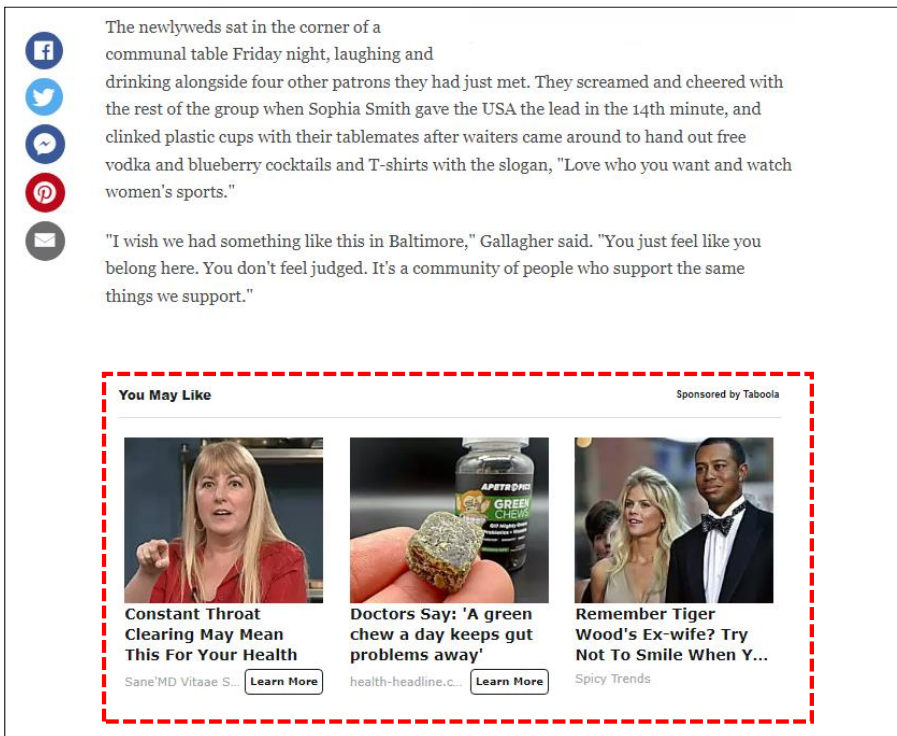 The newlyweds sat in the corner of a
communal table Friday night, laughing and
drinking alongside four other patrons they had just met. They screamed and cheered with
the rest of the group when Sophia Smith gave the USA the lead in the 14th minute, and
clinked plastic cups with their tablemates after waiters came around to hand out free
vodka and blueberry cocktails and T-shirts with the slogan, "Love who you want and watch
women's sports."
"I wish we had something like this in Baltimore," Gallagher said. "You just feel like you
belong here. You don't feel judged. It's a community of people who support the same
things we support."
You May Like
Sponsored by Taboola
APETROPICS
GREEN
CHEWS
Constant Throat
Clearing May Mean
This For Your Health
Sane'MD Vitaae S...
Learn More
Doctors Say: 'A green
chew a day keeps gut
problems away'
health-headline.c...
Learn More
Remember Tiger
Wood's Ex-wife? Try
Not To Smile When Y...
Spicy Trends